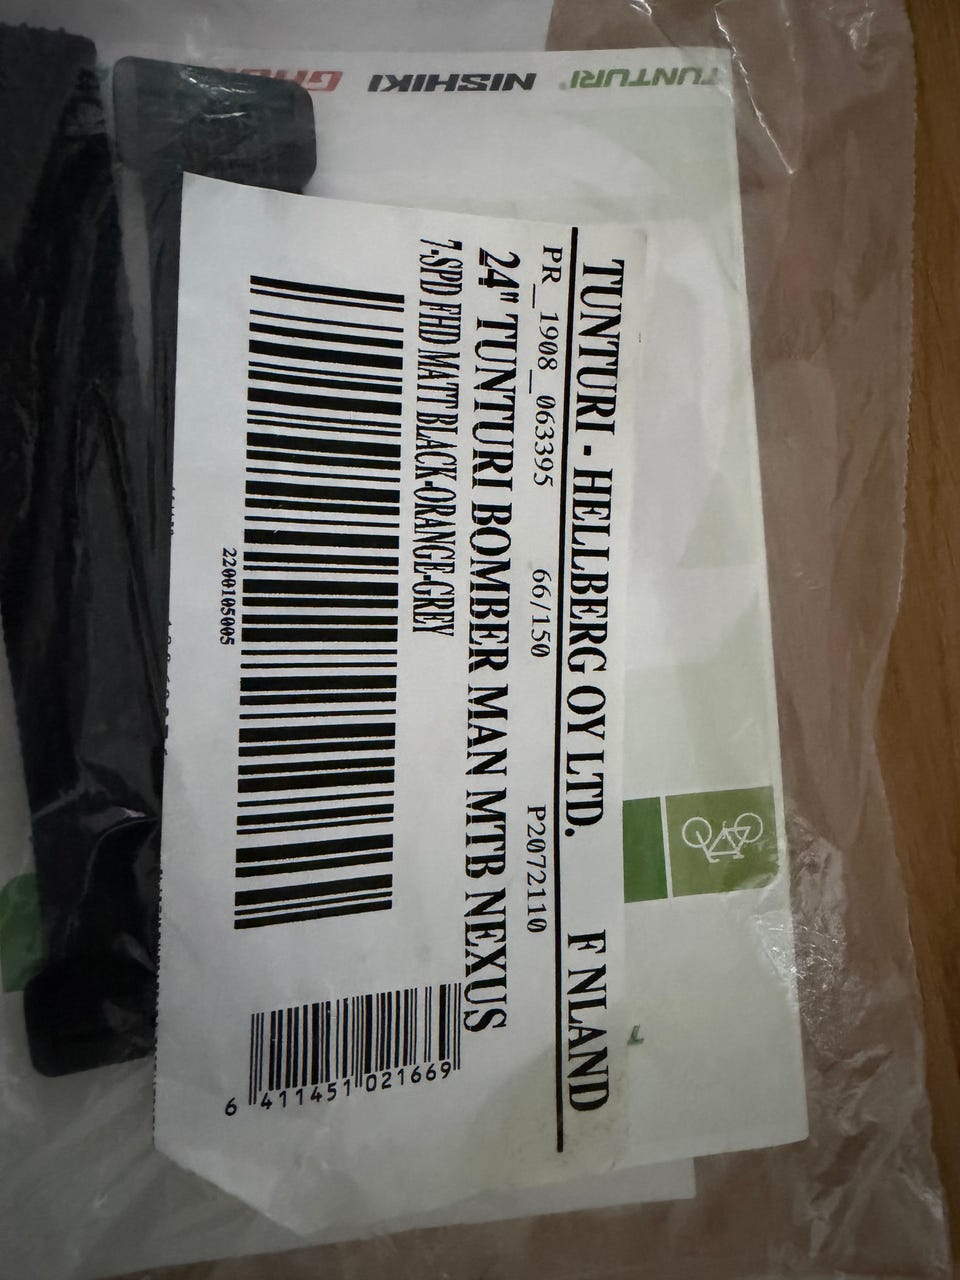 TUNTURI NISHIKI
TUNTURI - HELLBERG OY LTD. F NLAND
PR_1908_063395 66/150 P2072110
24" TUNTURI BOMBER MAN MTB NEXUS
7-SPD FHD MATT BLACK-ORANGE-GREY
2200105005
6 411451 021669